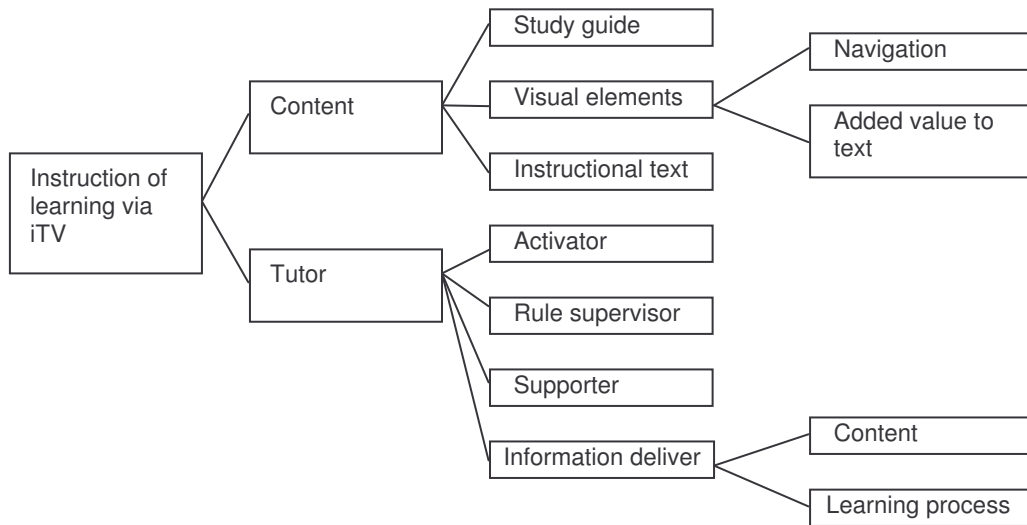 Study guide
Navigation
Content
Visual elements
Added value to
text
Instruction of
learning via
iTV
Instructional text
Activator
Tutor
Rule supervisor
Supporter
Content
Information deliver
Learning process